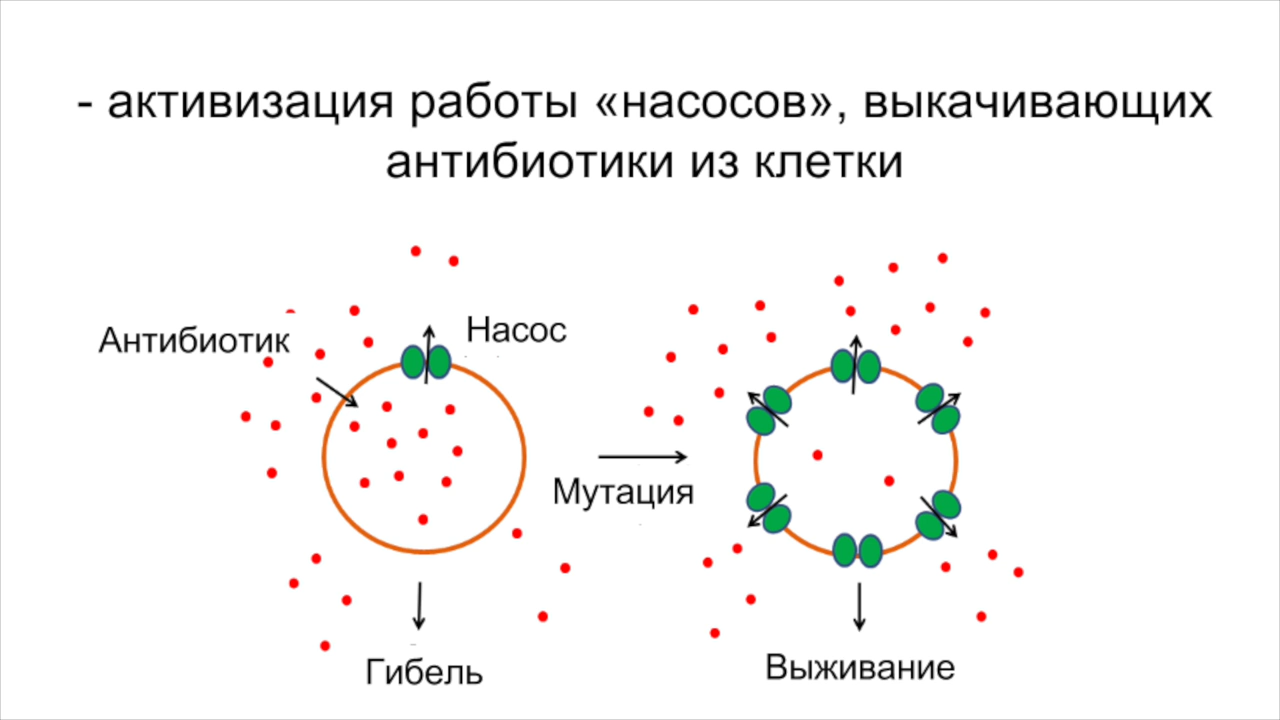 - активизация работы «насосов», выкачивающих
антибиотики из клетки
Антибиотик
Насос
Мутация
Гибель
Выживание